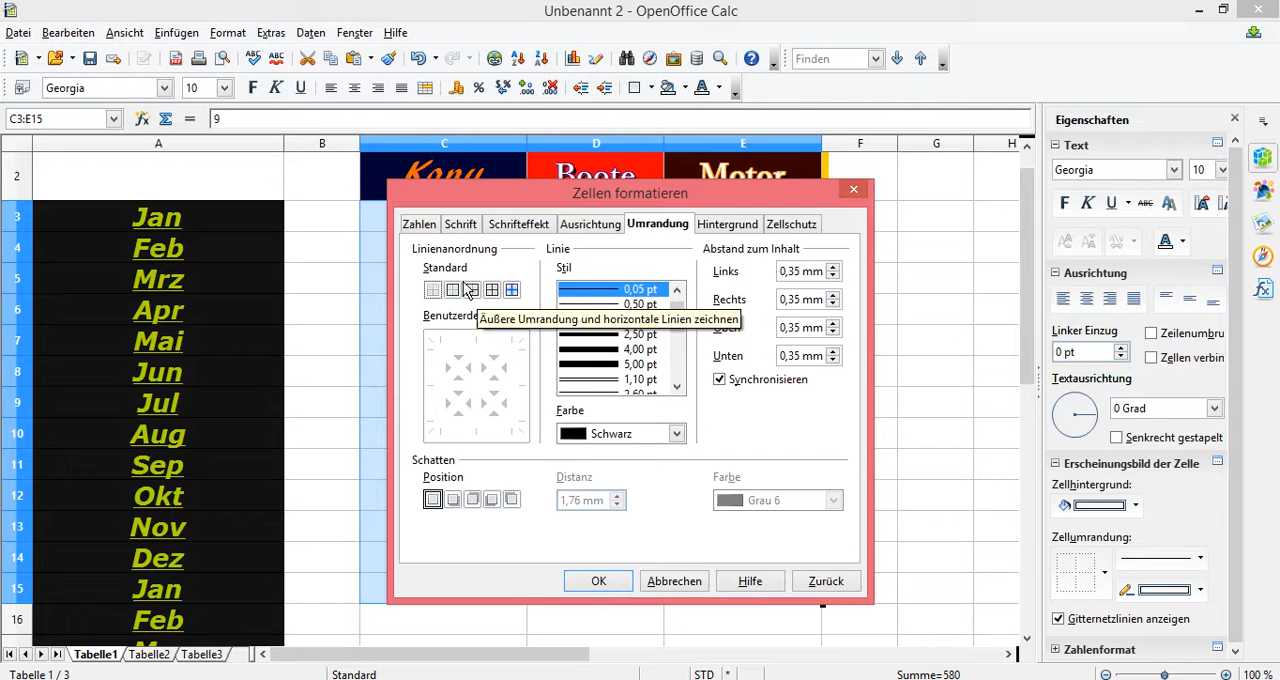 Unbenannt 2 - OpenOffice Calc
Datei Bearbeiten Ansicht Einfügen Format Extras Daten Fenster Hilfe
Finden
Georgia 10 F K U
C3:E15 = 9
A B C D E F G H
2 Kopy Boote Motor
3 Jan
4 Feb
5 Mrz
6 Apr
7 Mai
8 Jun
9 Jul
10 Aug
11 Sep
12 Okt
13 Nov
14 Dez
15 Jan
16 Feb
Zellen formatieren
Zahlen Schrift Schrifteffekt Ausrichtung Umrandung Hintergrund Zellschutz
Linienanordnung Linie Abstand zum Inhalt
Standard Stil Links 0,35 mm
0,05 pt
0,50 pt
Rechts 0,35 mm
Benutzerde
Äußere Umrandung und horizontale Linien zeichnen
0,35 mm
2,50 pt
4,00 pt
Unten 0,35 mm
5,00 pt
1,10 pt
Synchronisieren
Farbe
Schwarz
Schatten
Position Distanz Farbe
1,76 mm Grau 6
OK Abbrechen Hilfe Zurück
Eigenschaften
Text
Georgia 10
F K U ABC AA
A
Ausrichtung
Linker Einzug Zeilenumbru
0 pt Zellen verbin
Textausrichtung
0 Grad
Senkrecht gestapelt
Erscheinungsbild der Zelle
Zellhintergrund:
Zellumrandung:
Gitternetzlinien anzeigen
Zahlenformat
Tabelle1 Tabelle2 Tabelle3
Tabelle 1 / 3 Standard STD * Summe=580 100 %